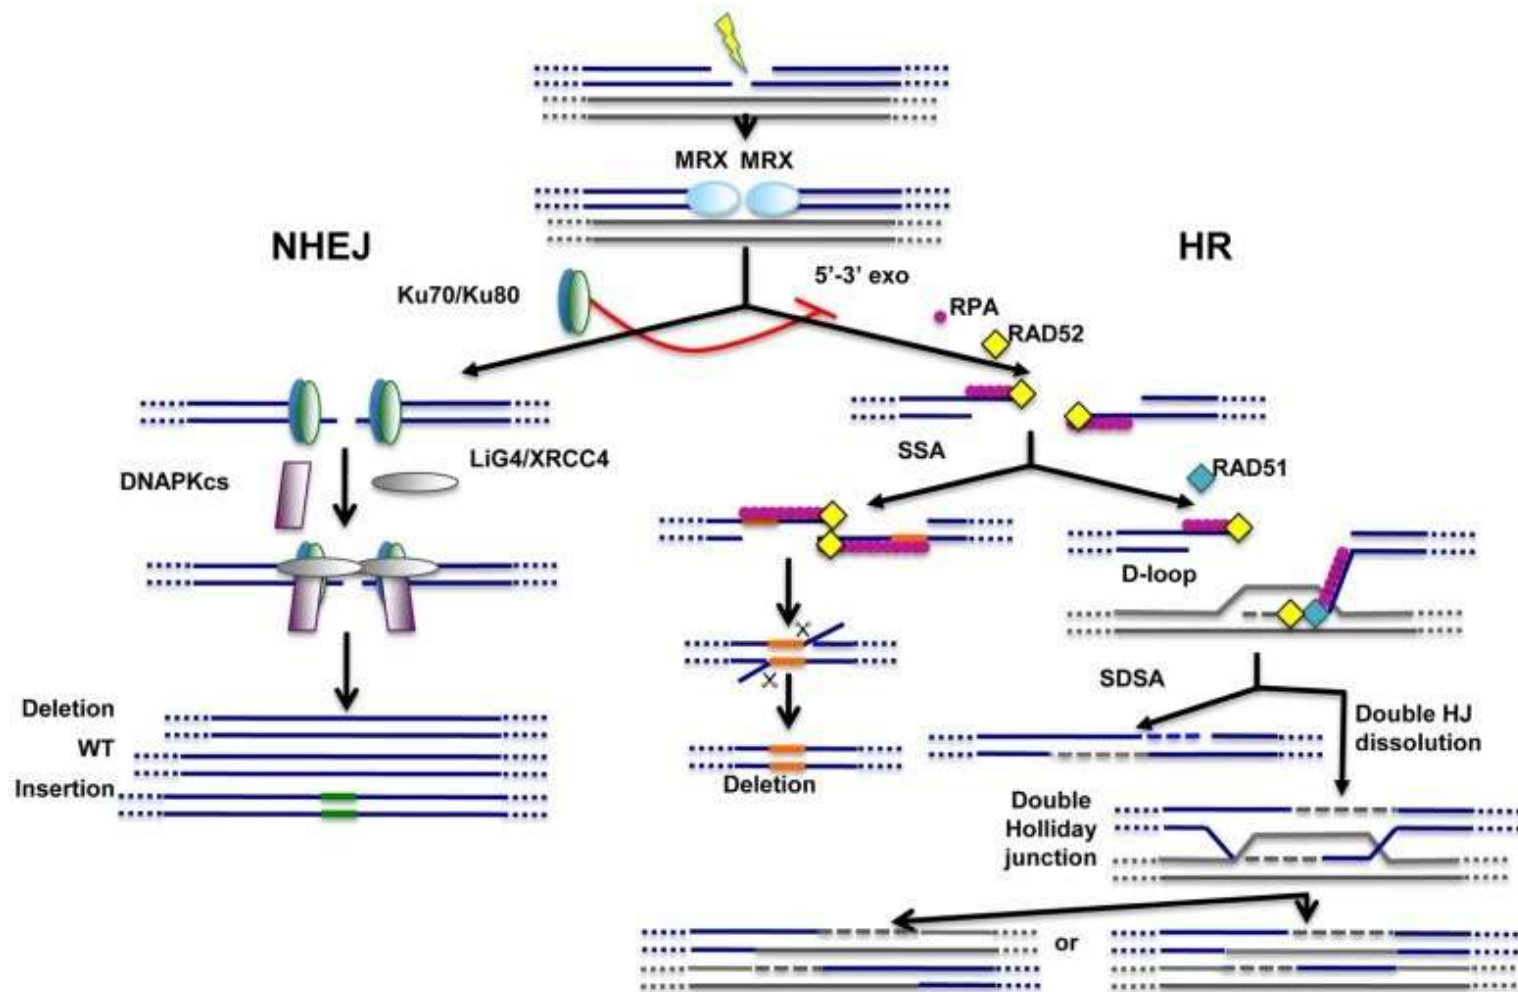 MRX MRX
NHEJ
HR
5'-3' exo
Ku70/Ku80
RPA
RAD52
LiG4/XRCC4
DNAPKcs
SSA
RAD51
D-loop
SDSA
Double HJ
dissolution
Deletion
WT
Insertion
Deletion
Double
Holliday
junction
or